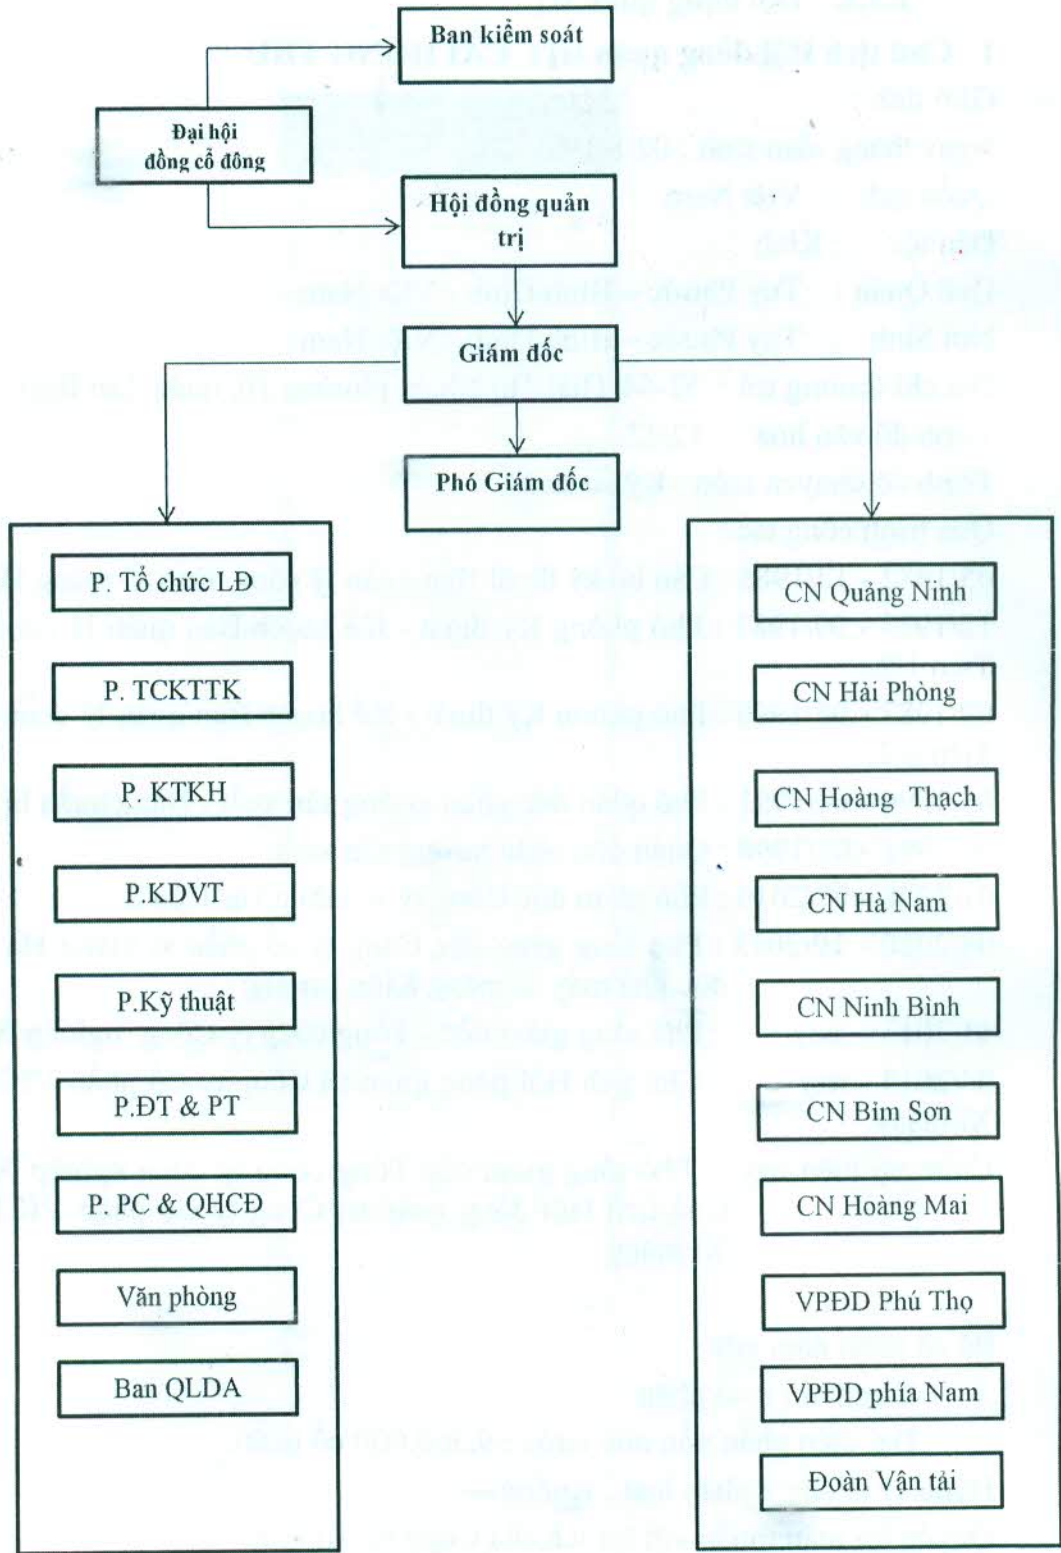 Ban kiểm soát
Đại hội
đồng cổ đông
Hội đồng quản
trị
Giám đốc
Phó Giám đốc
P. Tổ chức LĐ
P. TCKTTK
P. KTKH
P.KDVT
P.Kỹ thuật
P.ĐT & PT
P. PC & QHCĐ
Văn phòng
Ban QLDA
CN Quảng Ninh
CN Hải Phòng
CN Hoàng Thạch
CN Hà Nam
CN Ninh Bình
CN Bỉm Sơn
CN Hoàng Mai
VPĐD Phú Thọ
VPĐD phía Nam
Đoàn Vận tải